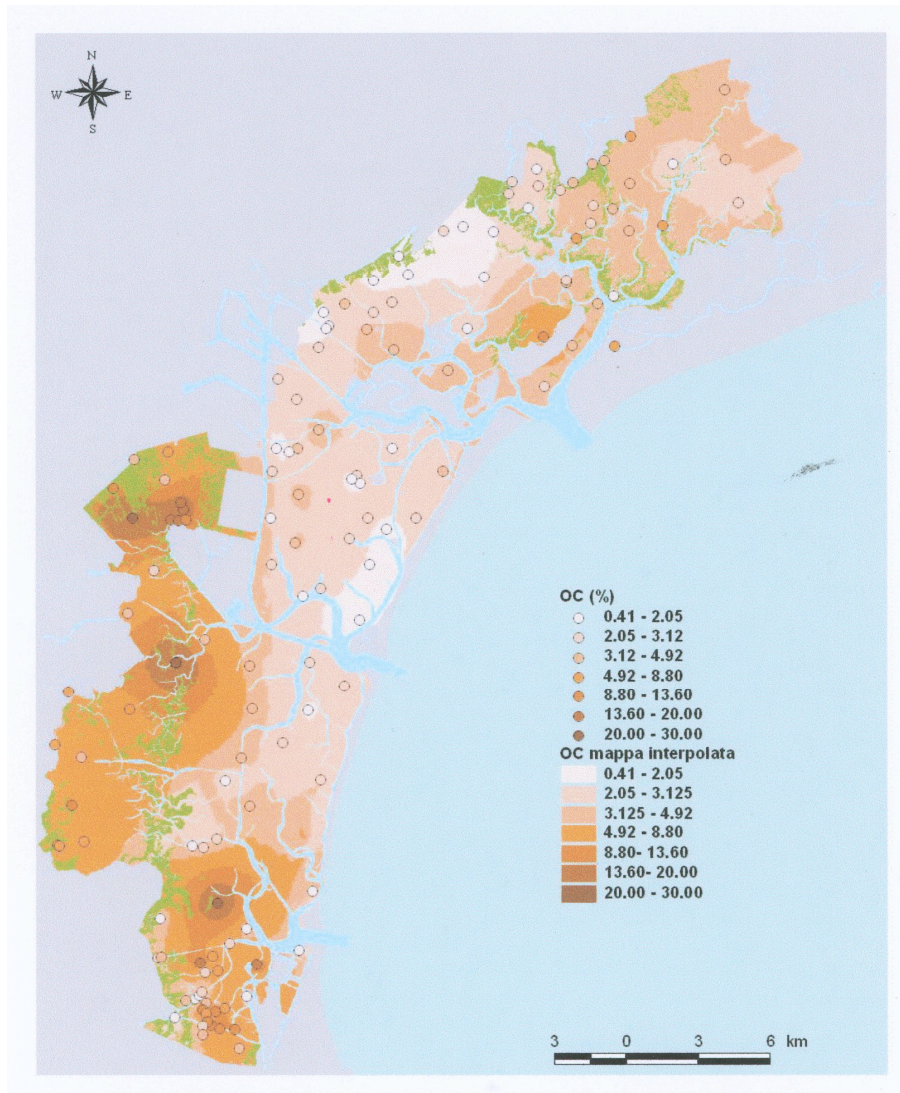 N
W E
S
OC (%)
0.41 - 2.05
2.05 - 3.12
3.12 - 4.92
4.92 - 8.80
8.80 - 13.60
13.60 - 20.00
20.00 - 30.00
OC mappa interpolata
0.41 - 2.05
2.05 - 3.125
3.125 - 4.92
4.92 - 8.80
8.80- 13.60
13.60- 20.00
20.00 - 30.00
3 0 3 6 km